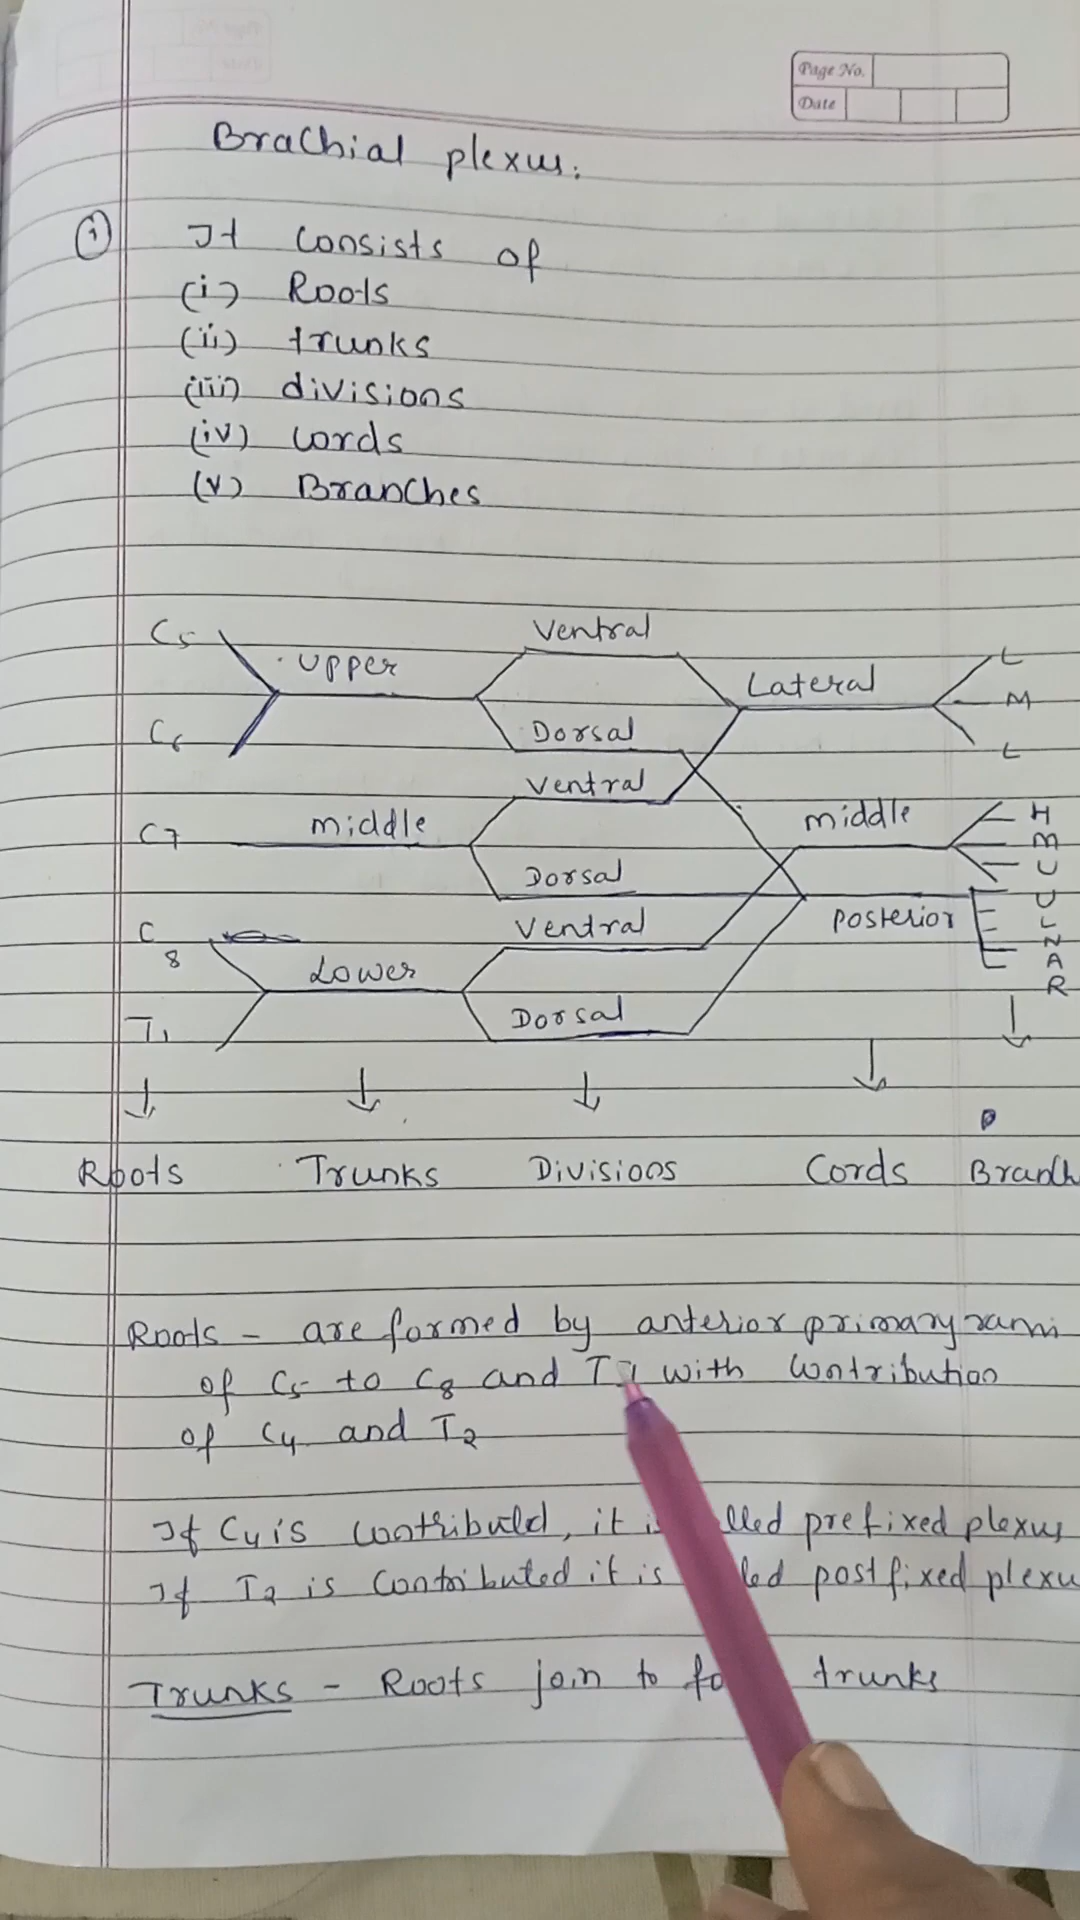 Page No.
Date
Brachial plexus:
① It consists of
(i) Roots
(ii) trunks
(iii) divisions
(iv) cords
(v) Branches
C5 Upper Ventral Lateral L
M
C6 Dorsal L
Ventral
C7 middle middle H
M
Dorsal U
C8 Ventral posterior U
L
Lower N
A
T1 Dorsal R
Roots Trunks Divisions Cords Branch
Roots - are formed by anterior primary rami
of C5 to C8 and T1 with contribution
of C4 and T2
If C4 is contributed, it is prefixed plexus
If T2 is contributed it is postfixed plexu
Trunks - Roots join to trunks